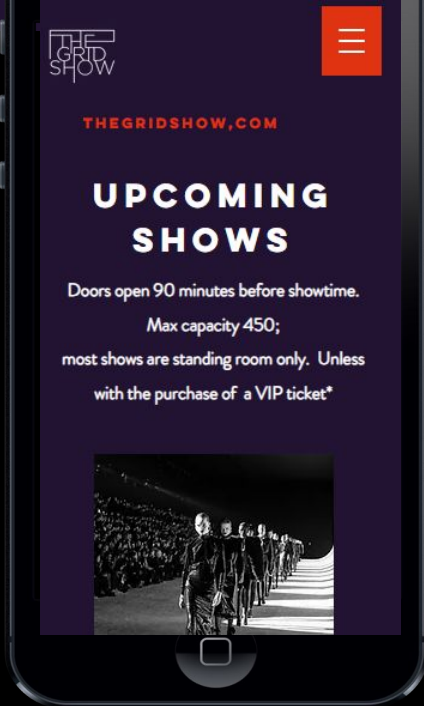 THE
GRID
SHOW
THEGRIDSHOW,COM
UPCOMING
SHOWS
Doors open 90 minutes before showtime.
Max capacity 450;
most shows are standing room only. Unless
with the purchase of a VIP ticket*